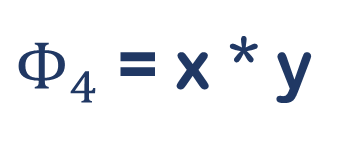 Φ₄ = x * y